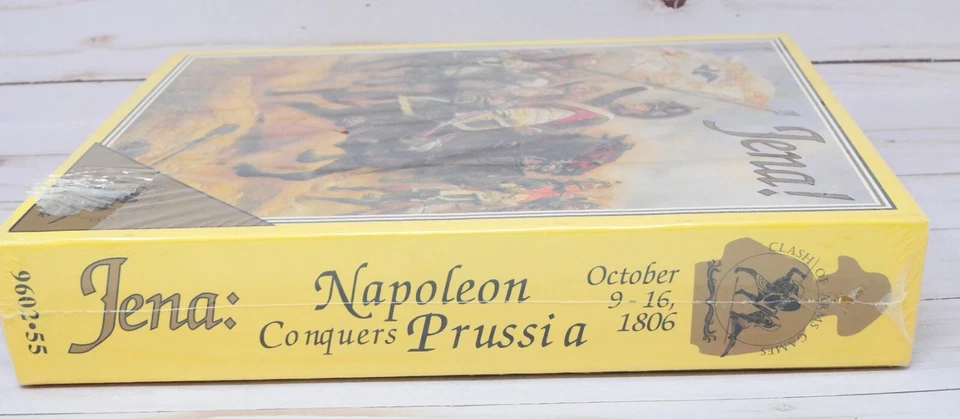 Jena!
9602•55
Jena:
Napoleon
Conquers Prussia
October
9-16,
1806
CLASH OF ARMS GAMES